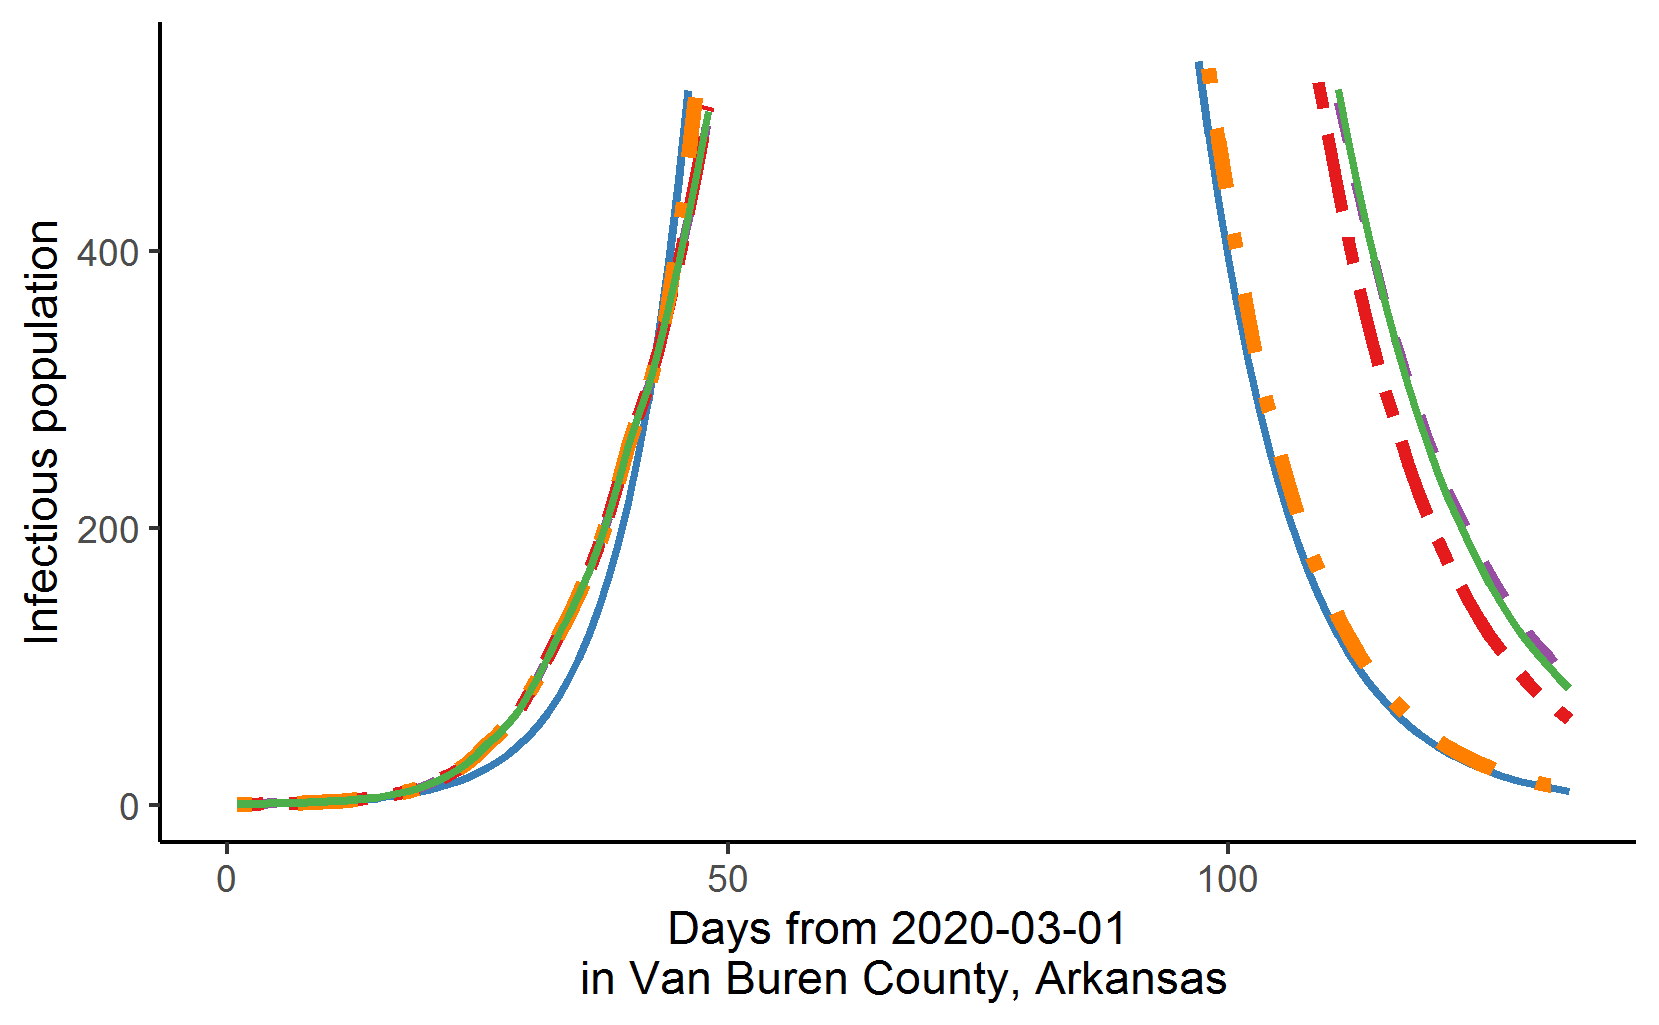 Infectious population
400
200
0
0
50
100
Days from 2020-03-01
in Van Buren County, Arkansas